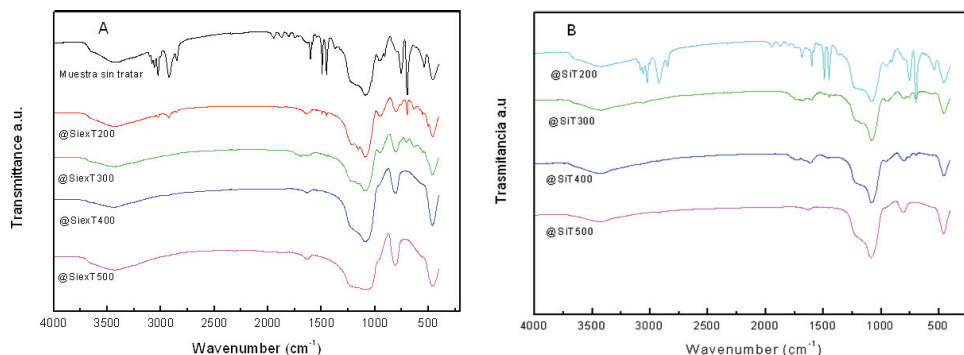 A
Transmittance a.u.
Muestra sin tratar
@SiexT200
@SiexT300
@SiexT400
@SiexT500
4000 3500 3000 2500 2000 1500 1000 500
Wavenumber (cm-1)
B
Trasmitancia a.u
@SiT200
@SiT300
@SiT400
@SiT500
4000 3500 3000 2500 2000 1500 1000 500
Wavenumber (cm-1)